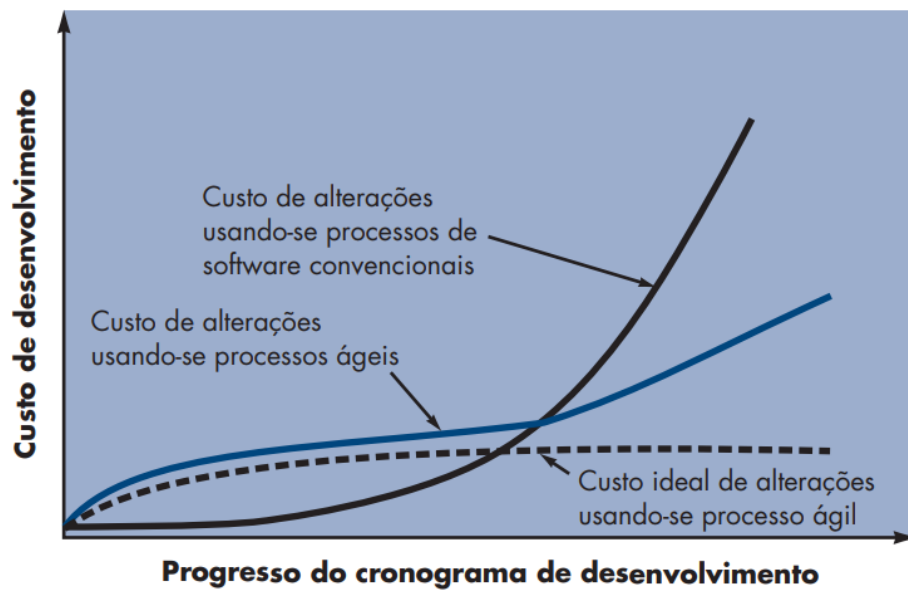 Custo de desenvolvimento
Custo de alterações
usando-se processos de
software convencionais
Custo de alterações
usando-se processos ágeis
Custo ideal de alterações
usando-se processo ágil
Progresso do cronograma de desenvolvimento